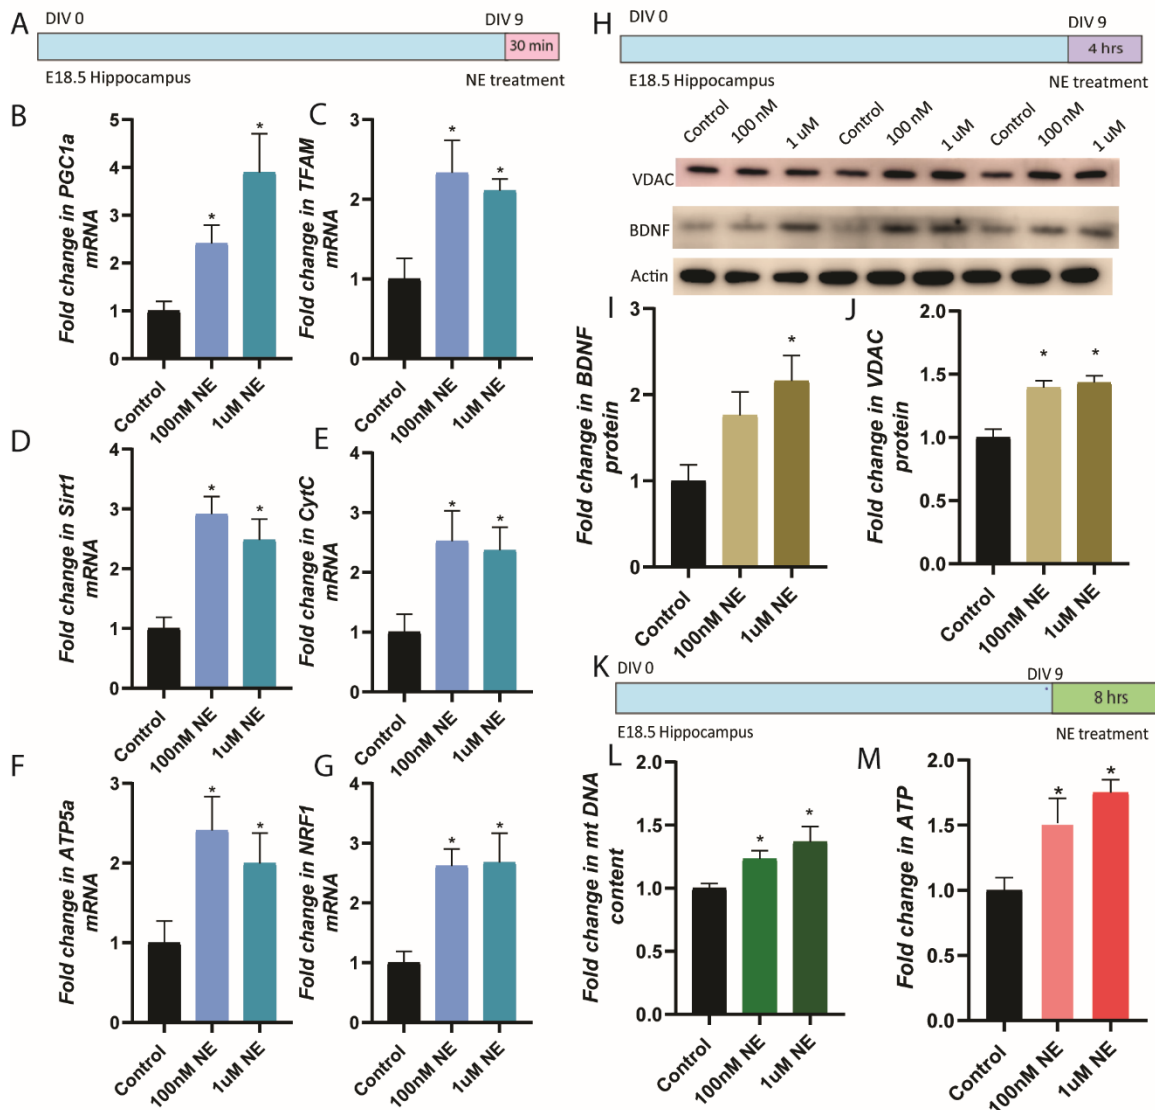 A
DIV 0
DIV 9
30 min
E18.5 Hippocampus
NE treatment
B
Fold change in PGC1a
mRNA
5
4
3
2
1
0
*
*
Control
100nM NE
1uM NE
C
Fold change in TFAM
mRNA
3
2
1
0
*
*
Control
100nM NE
1uM NE
D
Fold change in Sirt1
mRNA
4
3
2
1
0
*
*
Control
100nM NE
1uM NE
E
Fold change in CytC
mRNA
4
3
2
1
0
*
*
Control
100nM NE
1uM NE
F
Fold change in ATP5a
mRNA
3
2
1
0
*
*
Control
100nM NE
1uM NE
G
Fold change in NRF1
mRNA
4
3
2
1
0
*
*
Control
100nM NE
1uM NE
H
DIV 0
DIV 9
4 hrs
E18.5 Hippocampus
NE treatment
Control
100 nM
1 uM
Control
100 nM
1 uM
Control
100 nM
1 uM
VDAC
BDNF
Actin
I
Fold change in BDNF
protein
3
2
1
0
*
Control
100nM NE
1uM NE
J
Fold change in VDAC
protein
2.0
1.5
1.0
0.5
0.0
*
*
Control
100nM NE
1uM NE
K
DIV 0
DIV 9
8 hrs
E18.5 Hippocampus
NE treatment
L
Fold change in mt DNA
content
2.0
1.5
1.0
0.5
0.0
*
*
Control
100nM NE
1uM NE
M
Fold change in ATP
2.0
1.5
1.0
0.5
0.0
*
*
Control
100nM NE
1uM NE